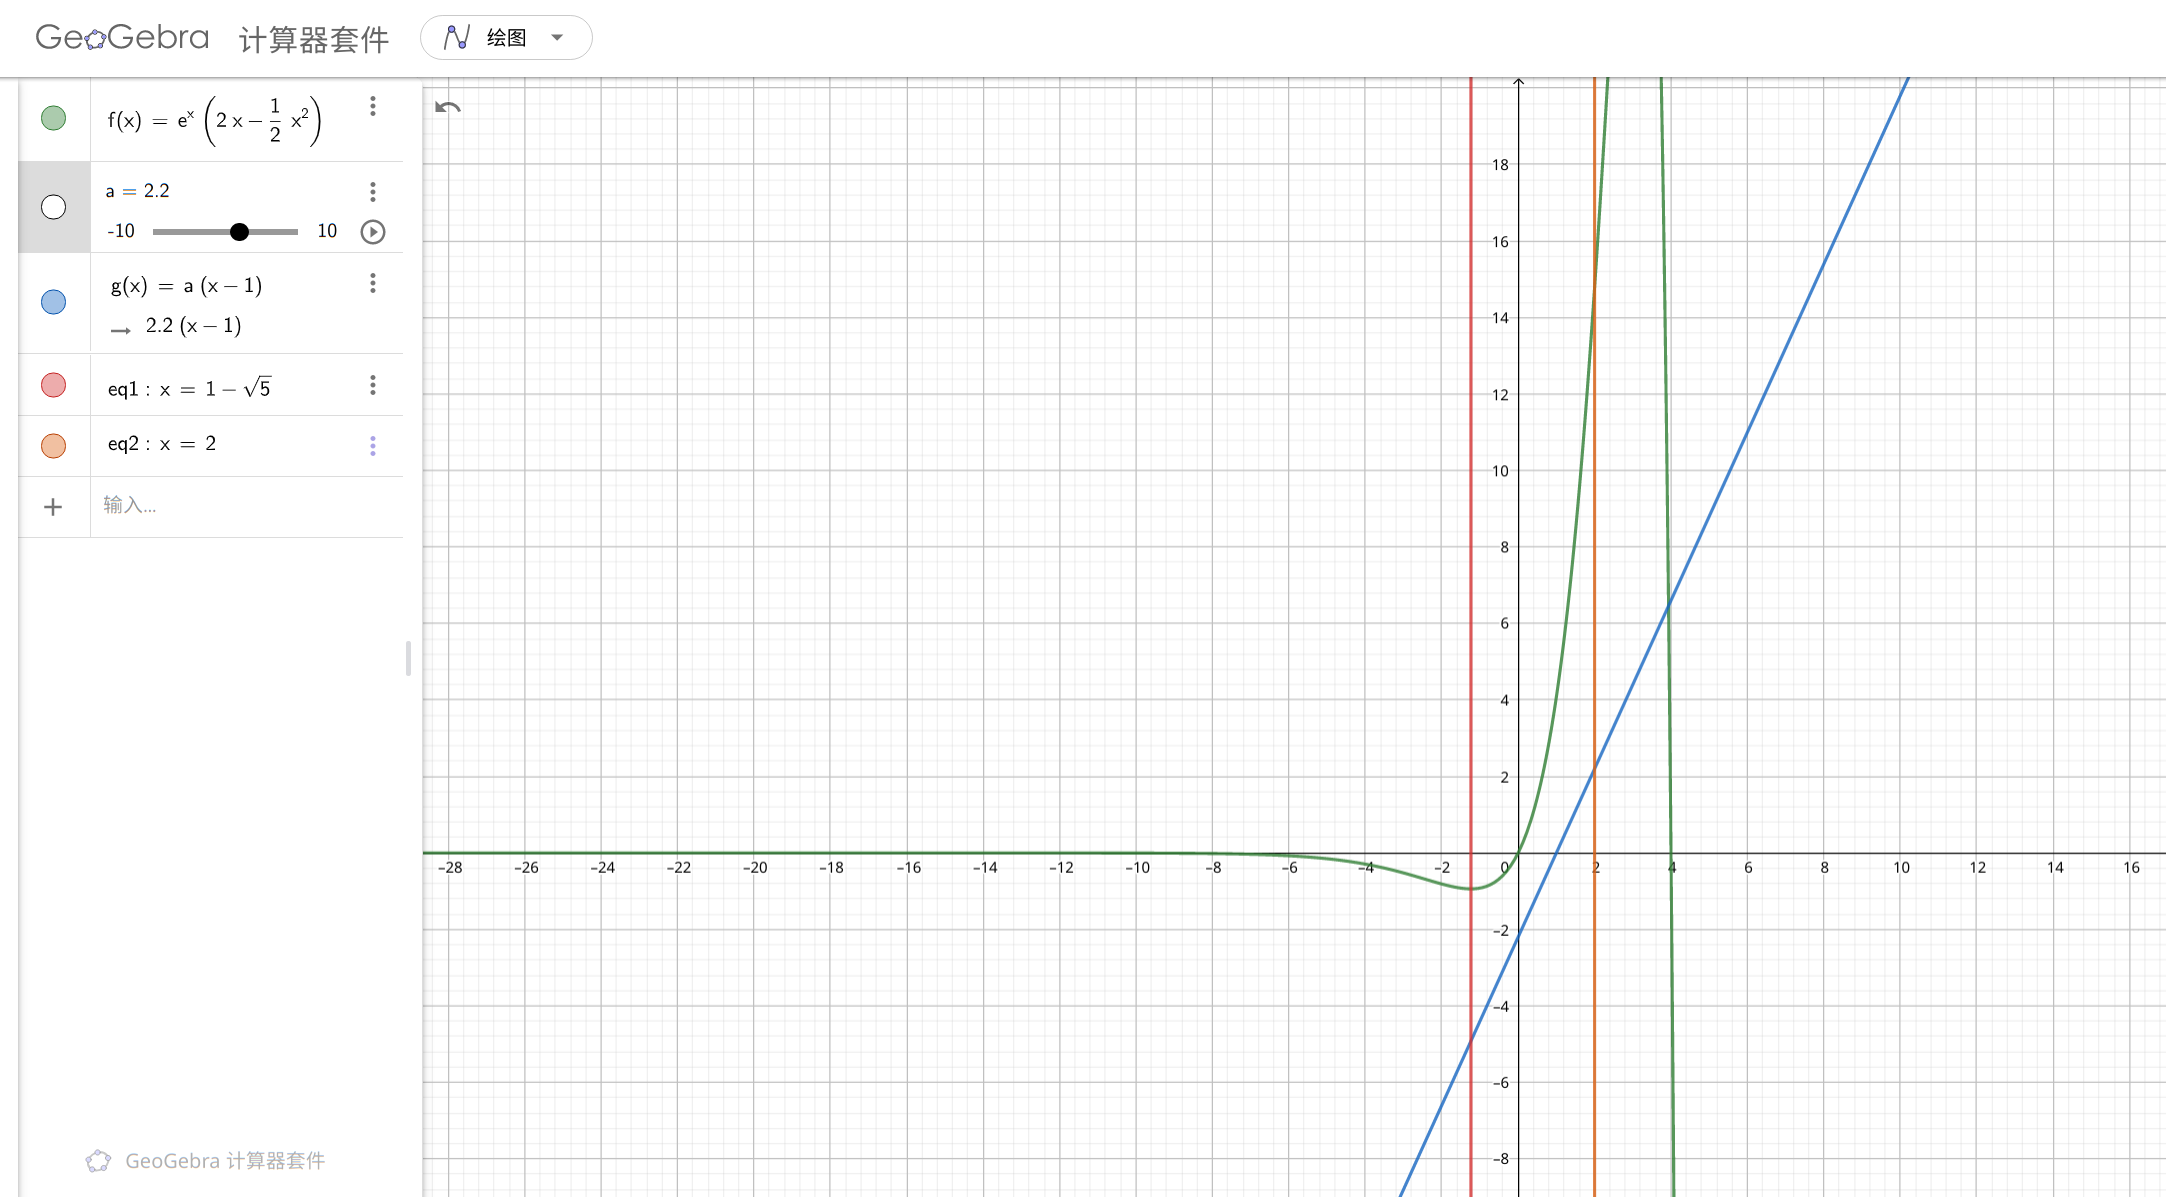 GeoGebra 计算器套件 绘图
f(x) = e^x (2 x − 1/2 x²)
a = 2.2
-10 10
g(x) = a (x − 1)
→ 2.2 (x − 1)
eq1 : x = 1 − √5
eq2 : x = 2
+ 输入...
GeoGebra 计算器套件
18
16
14
12
10
8
6
4
2
−28 −26 −24 −22 −20 −18 −16 −14 −12 −10 −8 −6 −4 −2 0 2 4 6 8 10 12 14 16
−2
−4
−6
−8